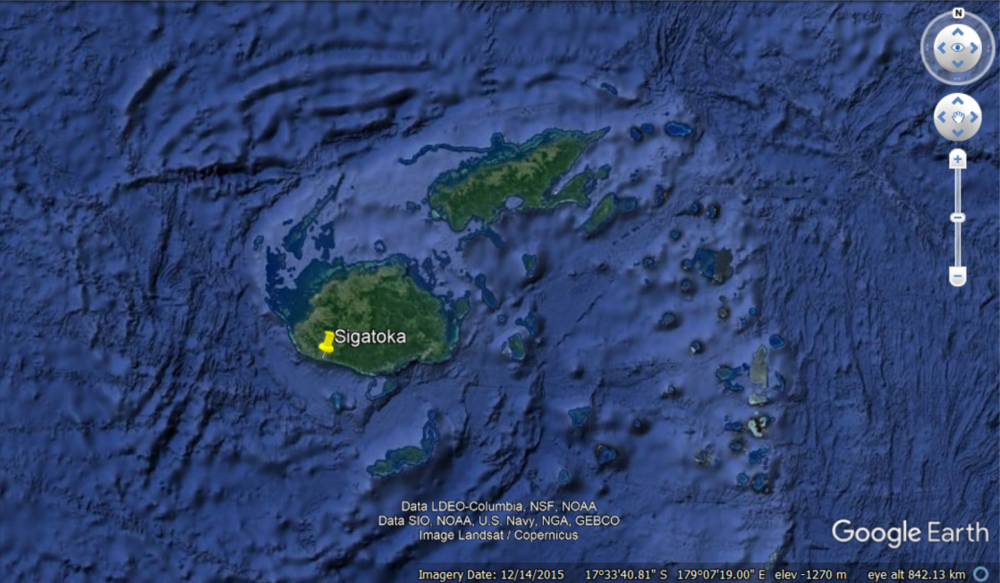 N
Sigatoka
Data LDEO-Columbia, NSF, NOAA
Data SIO, NOAA, U.S. Navy, NGA, GEBCO
Image Landsat / Copernicus
Google Earth
Imagery Date: 12/14/2015 17°33'40.81" S 179°07'19.00" E elev -1270 m eye alt 842.13 km